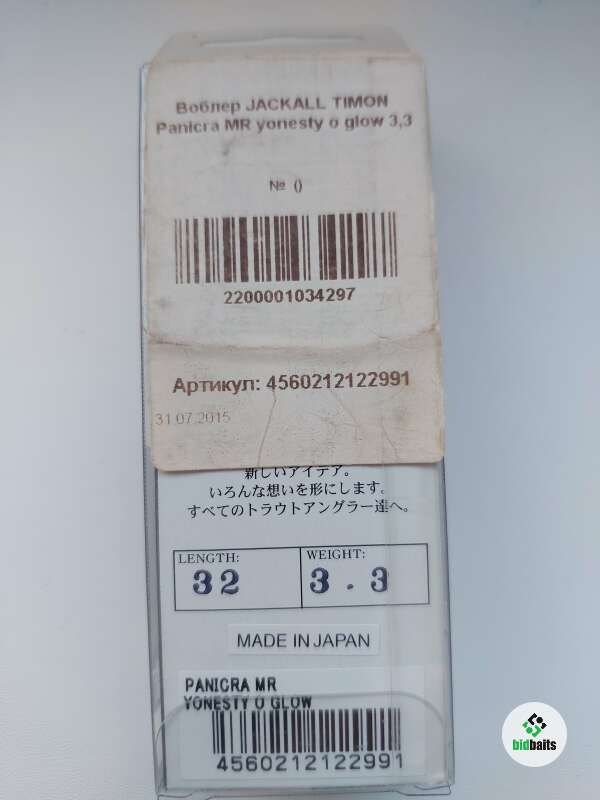 Воблер JACKALL TIMON
Panicra MR yonesty o glow 3,3
№ ()
2200001034297
Артикул: 4560212122991
31.07.2015
新しいアイデア。
いろんな想いを形にします。
すべてのトラウトアングラー達へ。
LENGTH: WEIGHT:
32 3.3
MADE IN JAPAN
PANICRA MR
YONESTY O GLOW
4560212122991
bidbaits